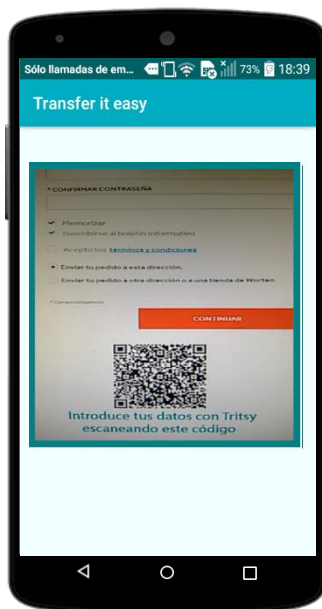 Sólo llamadas de em... 73% 18:39
Transfer it easy
* CONFIRMAR CONTRASEÑA
Memorizar
Suscribirse al boletín informativo
Acepto los términos y condiciones
Enviar tu pedido a esta dirección.
Enviar tu pedido a otra dirección o a una tienda de Worten
* Campo obligatorio
CONTINUAR
Introduce tus datos con Tritsy
escaneando este código